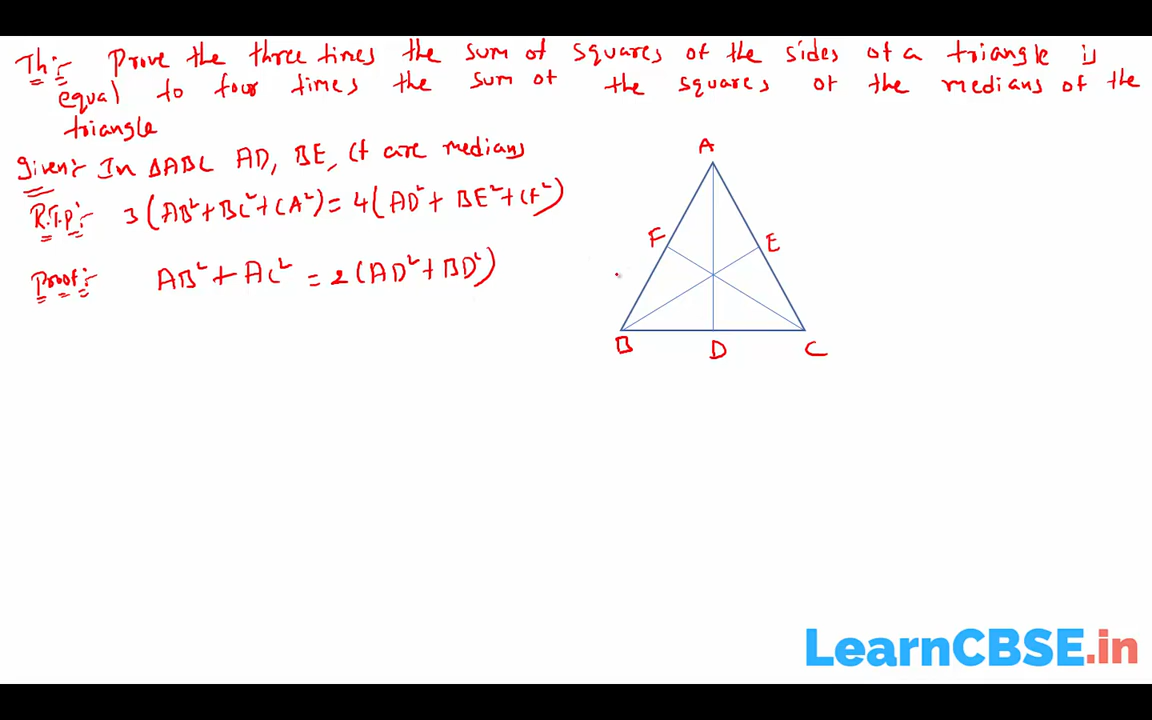 Th:- Prove the three times the sum of squares of the sides of a triangle is
equal to four times the sum of the squares of the medians of the
triangle
Given:- In ΔABC AD, BE, CF are medians
R.T.P:- 3(AB²+BC²+CA²)=4(AD²+BE²+CF²)
Proof:- AB²+AC² = 2(AD²+BD²)
A
F E
B D C
LearnCBSE.in